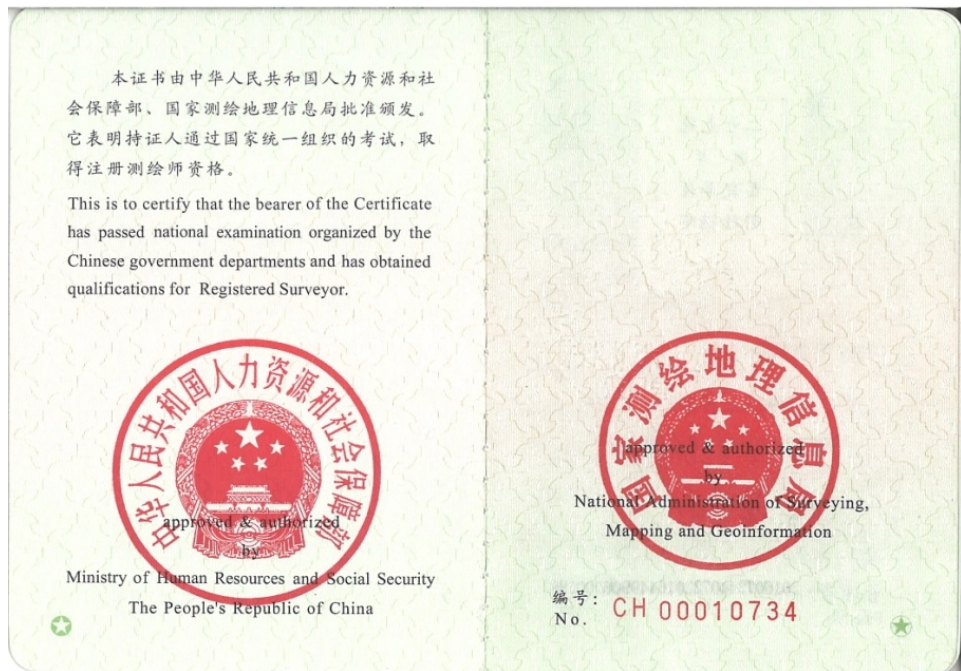 本证书由中华人民共和国人力资源和社
会保障部、国家测绘地理信息局批准颁发。
它表明持证人通过国家统一组织的考试，取
得注册测绘师资格。
This is to certify that the bearer of the Certificate
has passed national examination organized by the
Chinese government departments and has obtained
qualifications for Registered Surveyor.
中华人民共和国人力资源和社会保障部
approved & authorized
by
Ministry of Human Resources and Social Security
The People's Republic of China
国家测绘地理信息局
approved & authorized
by
National Administration of Surveying,
Mapping and Geoinformation
编号：
No.
CH 00010734